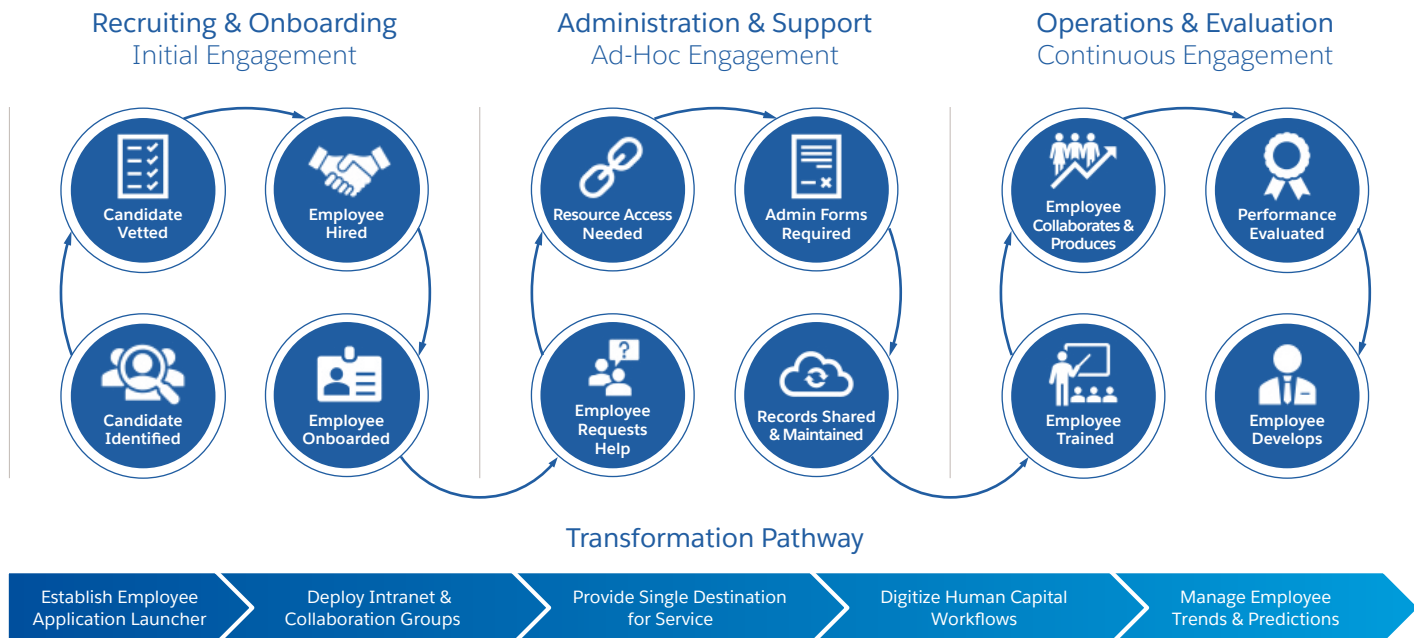 Recruiting & Onboarding
Initial Engagement
Candidate
Vetted
Employee
Hired
Candidate
Identified
Employee
Onboarded
Administration & Support
Ad-Hoc Engagement
Resource Access
Needed
Admin Forms
Required
?
Employee
Requests
Help
Records Shared
& Maintained
Operations & Evaluation
Continuous Engagement
Employee
Collaborates &
Produces
Performance
Evaluated
Employee
Trained
Employee
Develops
Transformation Pathway
Establish Employee
Application Launcher
Deploy Intranet &
Collaboration Groups
Provide Single Destination
for Service
Digitize Human Capital
Workflows
Manage Employee
Trends & Predictions